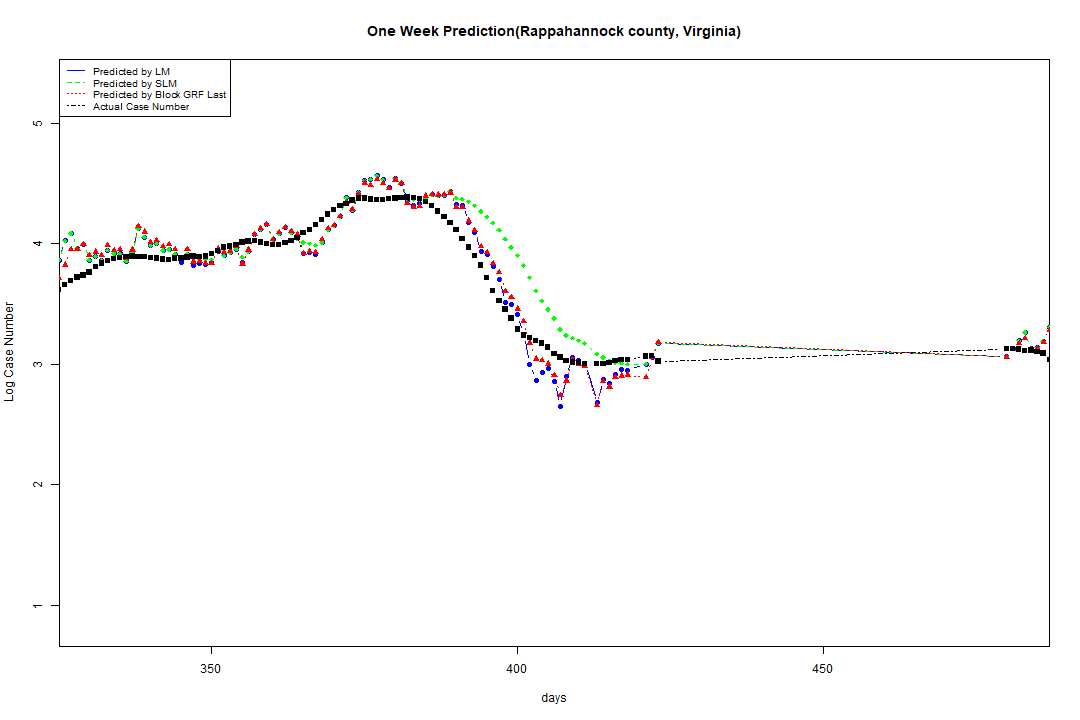 One Week Prediction(Rappahannock county, Virginia)
Predicted by LM
Predicted by SLM
Predicted by Block GRF Last
Actual Case Number
5
4
3
2
1
Log Case Number
350
400
450
days